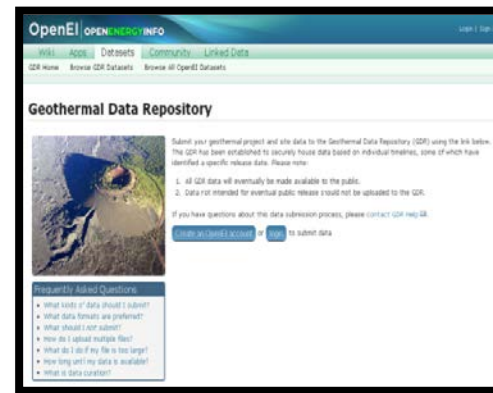 OpenEI OPENENERGYINFO
Login | Sign
Wiki Apps Datasets Community Linked Data
GDR Home Browse GDR Datasets Browse All OpenEI Datasets
Geothermal Data Repository
Submit your geothermal project and site data to the Geothermal Data Repository (GDR) using the link below.
The GDR has been established to securely house data based on individual timelines, some of which have
identified a specific release date. Please note:
1. All GDR data will eventually be made available to the public.
2. Data not intended for eventual public release should not be uploaded to the GDR.
If you have questions about this data submission process, please contact GDR Help
Create an OpenEI account or login to submit data
Frequently Asked Questions
• What kinds of data should I submit?
• What data formats are preferred?
• What should I not submit?
• How do I upload multiple files?
• What do I do if my file is too large?
• How long until my data is available?
• What is data curation?